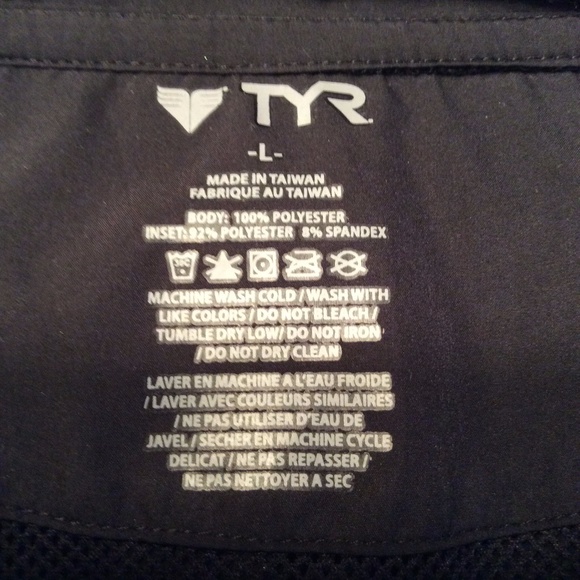 TYR
-L-
MADE IN TAIWAN
FABRIQUE AU TAIWAN
BODY: 100% POLYESTER
INSET: 92% POLYESTER 8% SPANDEX
30C
MACHINE WASH COLD / WASH WITH
LIKE COLORS / DO NOT BLEACH /
TUMBLE DRY LOW/ DO NOT IRON
/ DO NOT DRY CLEAN
LAVER EN MACHINE A L'EAU FROIDE
/ LAVER AVEC COULEURS SIMILAIRES
/ NE PAS UTILISER D'EAU DE
JAVEL / SECHER EN MACHINE CYCLE
DELICAT / NE PAS REPASSER /
NE PAS NETTOYER A SEC